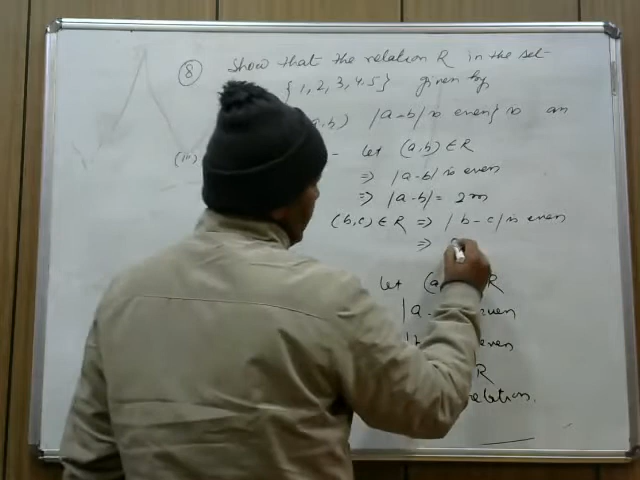 ⑧ Show that the relation R in the set
{1, 2, 3, 4.5} given by
a, b) |a-b| is even} is an
(iii) - let (a, b) ∈ R
⇒ |a-b| is even
⇒ |a-b| = 2m
(b, c) ∈ R ⇒ |b-c| is even
⇒
let (a R
|a- even
even
R
relation.